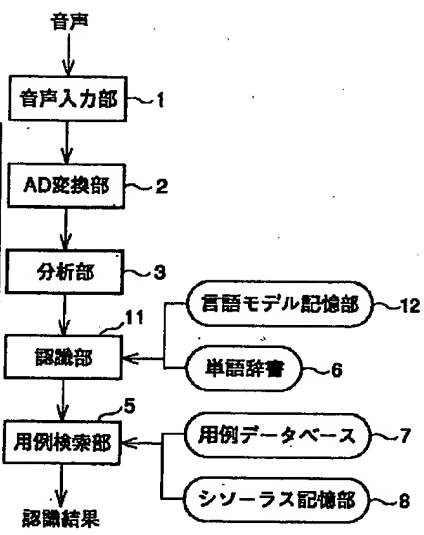 音声
音声入力部 1
AD変換部 2
分析部 3
言語モデル記憶部 12
11
認識部
単語辞書 6
5
用例データベース 7
用例検索部
シソーラス記憶部 8
認識結果